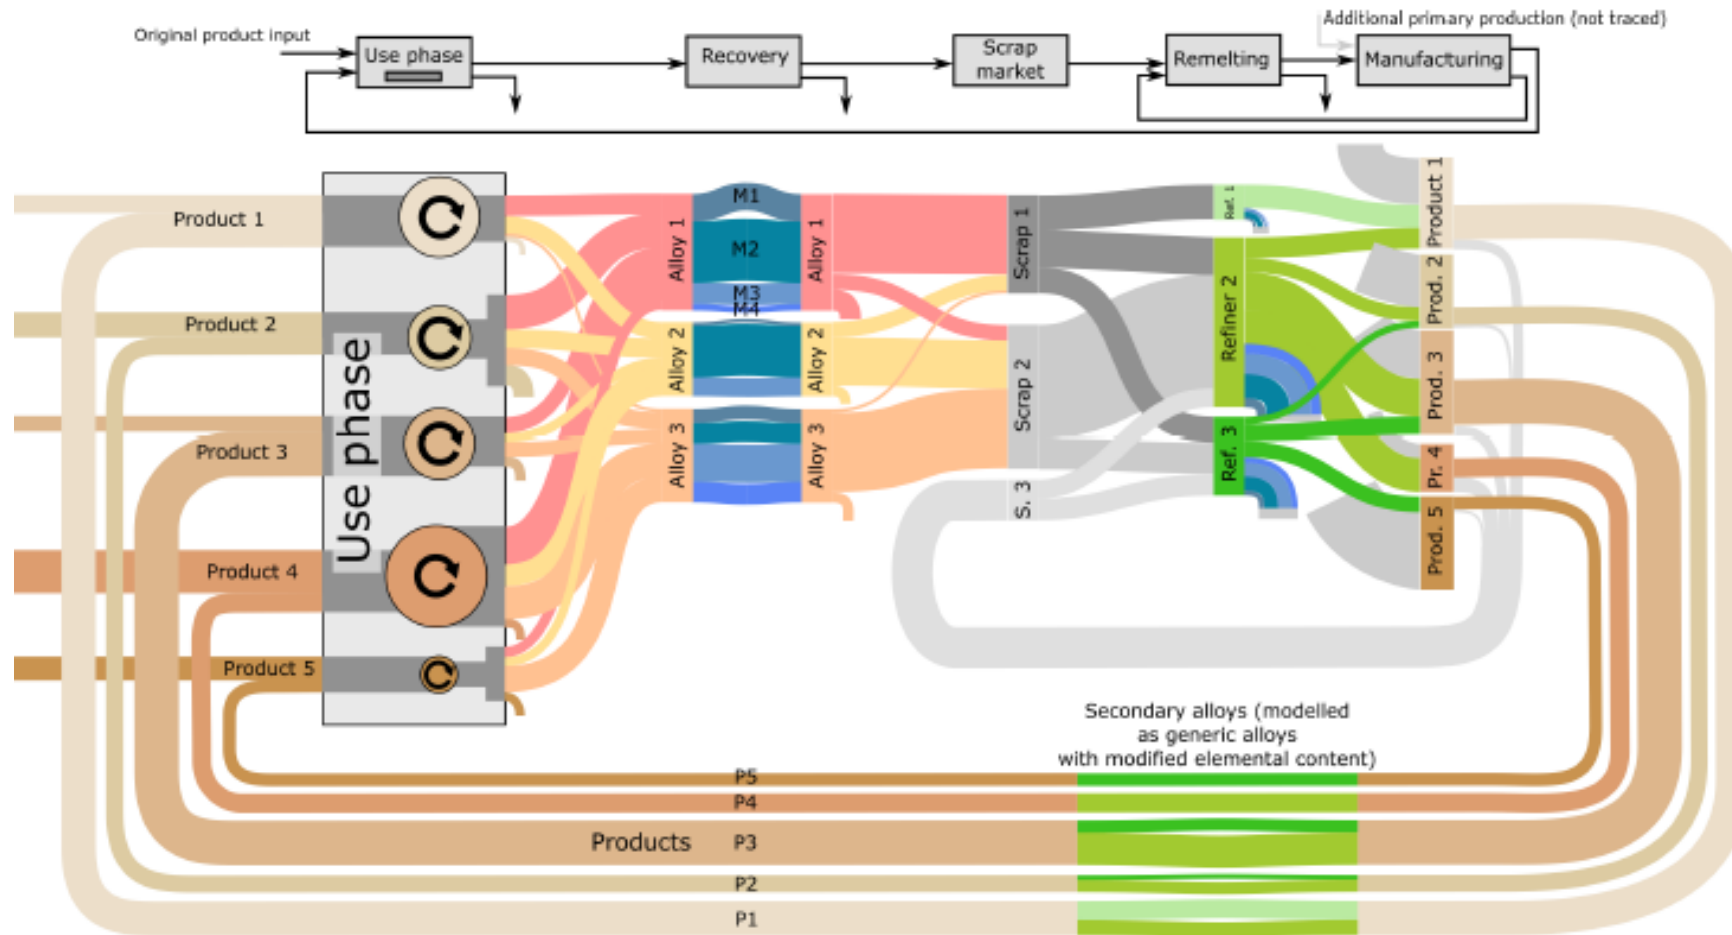 Additional primary production (not traced)
Original product input
Use phase
Recovery
Scrap
market
Remelting
Manufacturing
Product 1
Product 2
Product 3
Product 4
Product 5
Use phase
Alloy 1
Alloy 2
Alloy 3
M1
M2
M3
M4
Alloy 1
Alloy 2
Alloy 3
Scrap 1
Scrap 2
S. 3
Ref. 1
Refiner 2
Ref. 3
Product 1
Prod. 2
Prod. 3
Pr. 4
Prod. 5
Secondary alloys (modelled
as generic alloys
with modified elemental content)
P5
P4
Products P3
P2
P1